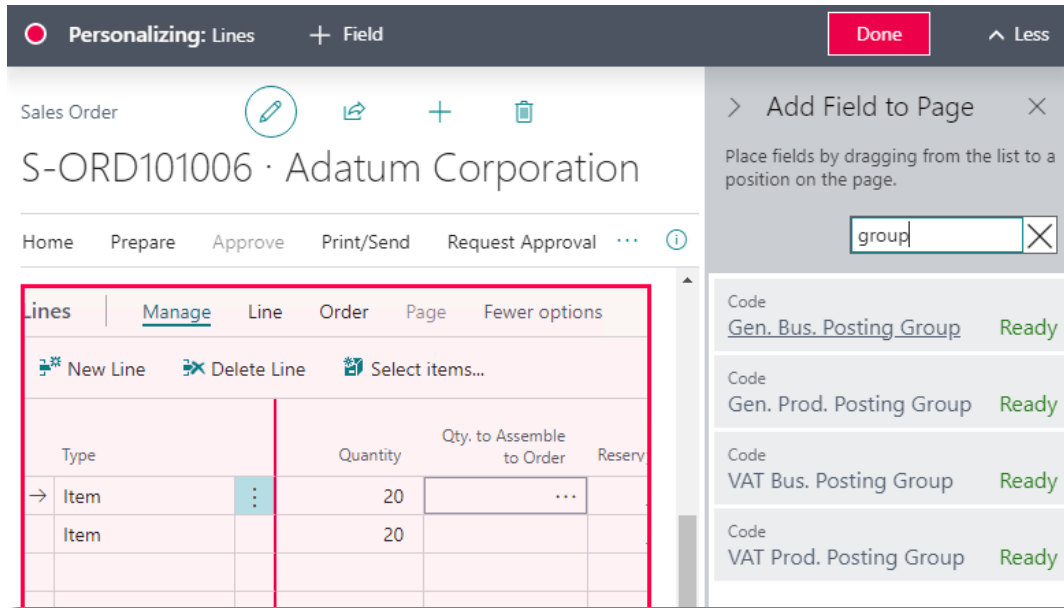 Personalizing: Lines + Field Done Less
Sales Order
S-ORD101006 · Adatum Corporation
Home Prepare Approve Print/Send Request Approval ...
Lines Manage Line Order Page Fewer options
New Line Delete Line Select items...
Type Quantity Qty. to Assemble to Order Reserv
Item 20 ...
Item 20
Add Field to Page
Place fields by dragging from the list to a
position on the page.
group
Code
Gen. Bus. Posting Group Ready
Code
Gen. Prod. Posting Group Ready
Code
VAT Bus. Posting Group Ready
Code
VAT Prod. Posting Group Ready